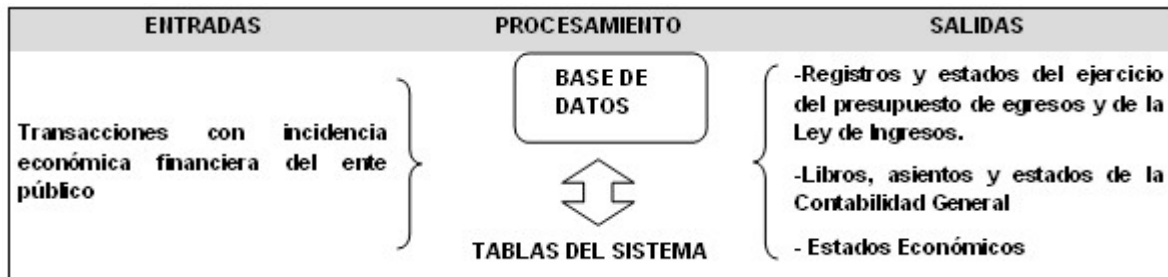 ENTRADAS
PROCESAMIENTO
SALIDAS
Transacciones con incidencia
económica financiera del ente
público
BASE DE
DATOS
TABLAS DEL SISTEMA
-Registros y estados del ejercicio
del presupuesto de egresos y de la
Ley de Ingresos.
-Libros, asientos y estados de la
Contabilidad General
- Estados Económicos